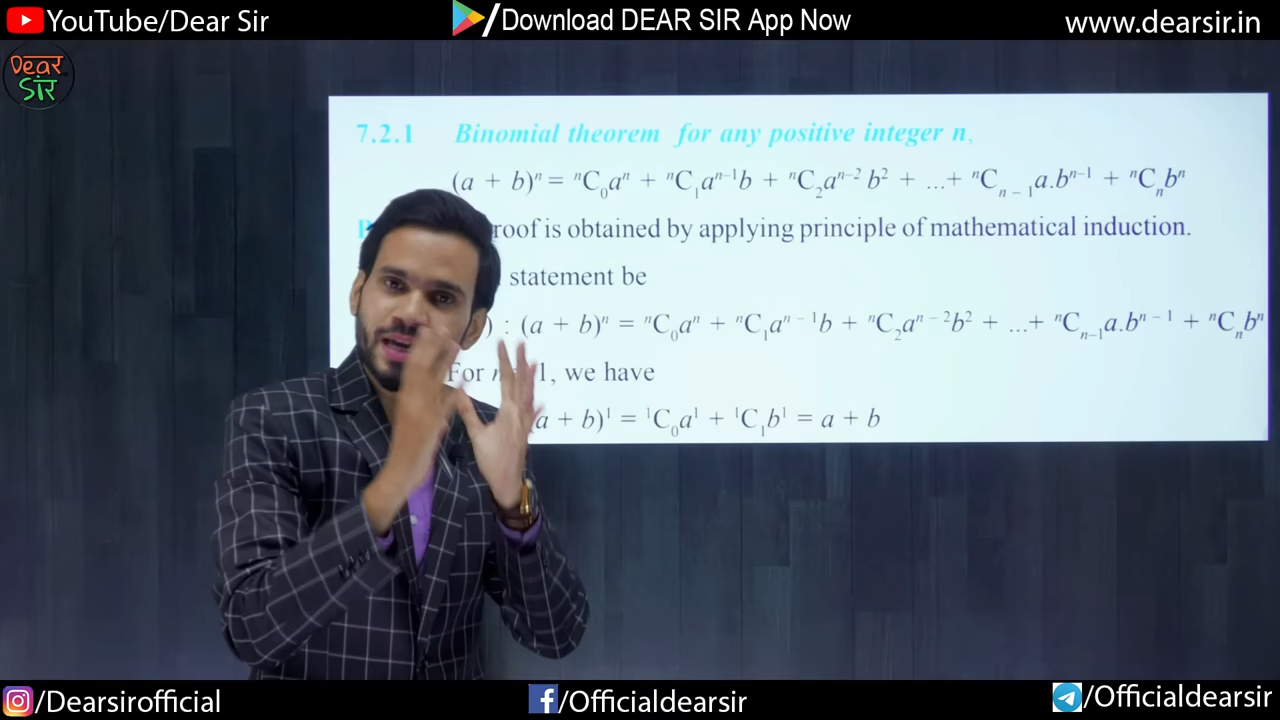 YouTube/Dear Sir
/Download DEAR SIR App Now
www.dearsir.in
Dear
Sir
7.2.1 Binomial theorem for any positive integer n,
(a + b)ⁿ = ⁿC₀aⁿ + ⁿC₁aⁿ⁻¹b + ⁿC₂aⁿ⁻² b² + ...+ ⁿCₙ₋₁a.bⁿ⁻¹ + ⁿCₙbⁿ
roof is obtained by applying principle of mathematical induction.
statement be
) : (a + b)ⁿ = ⁿC₀aⁿ + ⁿC₁aⁿ⁻¹b + ⁿC₂aⁿ⁻²b² + ...+ ⁿCₙ₋₁a.bⁿ⁻¹ + ⁿCₙbⁿ
For n 1, we have
a + b)¹ = ¹C₀a¹ + ¹C₁b¹ = a + b
/Dearsirofficial
/Officialdearsir
/Officialdearsir